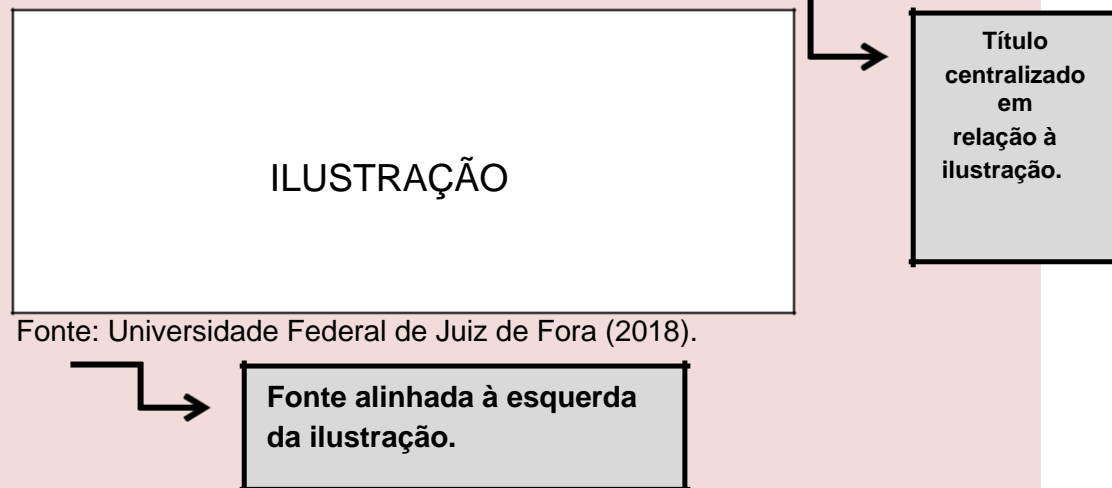 Título
centralizado
em
relação à
ilustração.
ILUSTRAÇÃO
Fonte: Universidade Federal de Juiz de Fora (2018).
Fonte alinhada à esquerda
da ilustração.